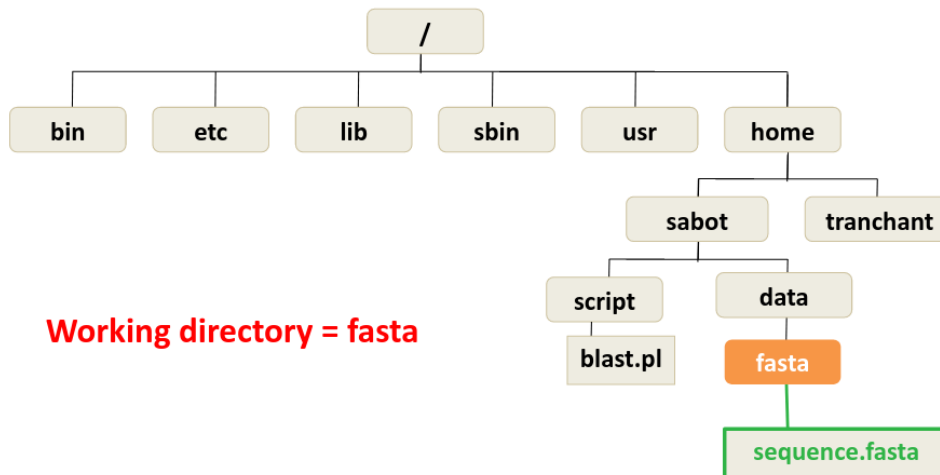 /
bin etc lib sbin usr home
sabot tranchant
script data
Working directory = fasta
blast.pl fasta
sequence.fasta